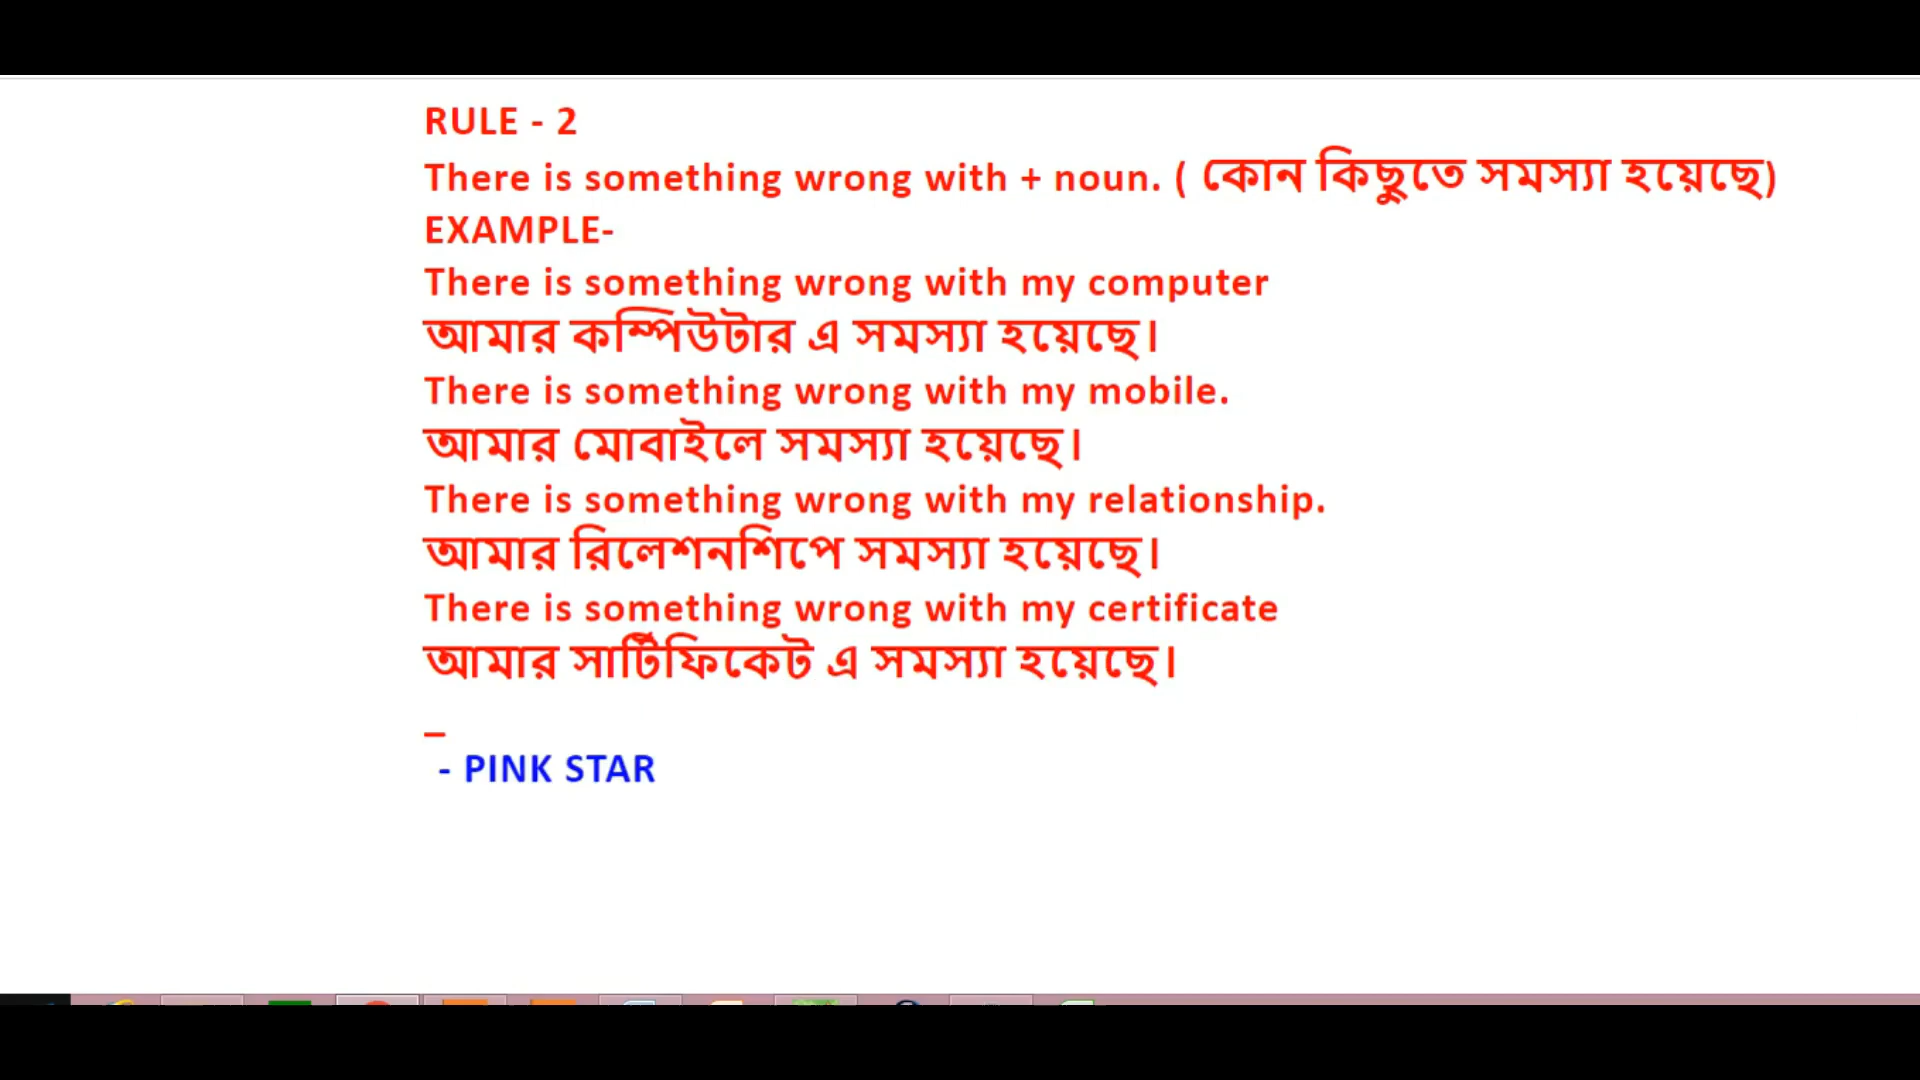 RULE - 2
There is something wrong with + noun. ( কোন কিছুতে সমস্যা হয়েছে)
EXAMPLE-
There is something wrong with my computer
আমার কম্পিউটার এ সমস্যা হয়েছে।
There is something wrong with my mobile.
আমার মোবাইলে সমস্যা হয়েছে।
There is something wrong with my relationship.
আমার রিলেশনশিপে সমস্যা হয়েছে।
There is something wrong with my certificate
আমার সার্টিফিকেট এ সমস্যা হয়েছে।
_
- PINK STAR